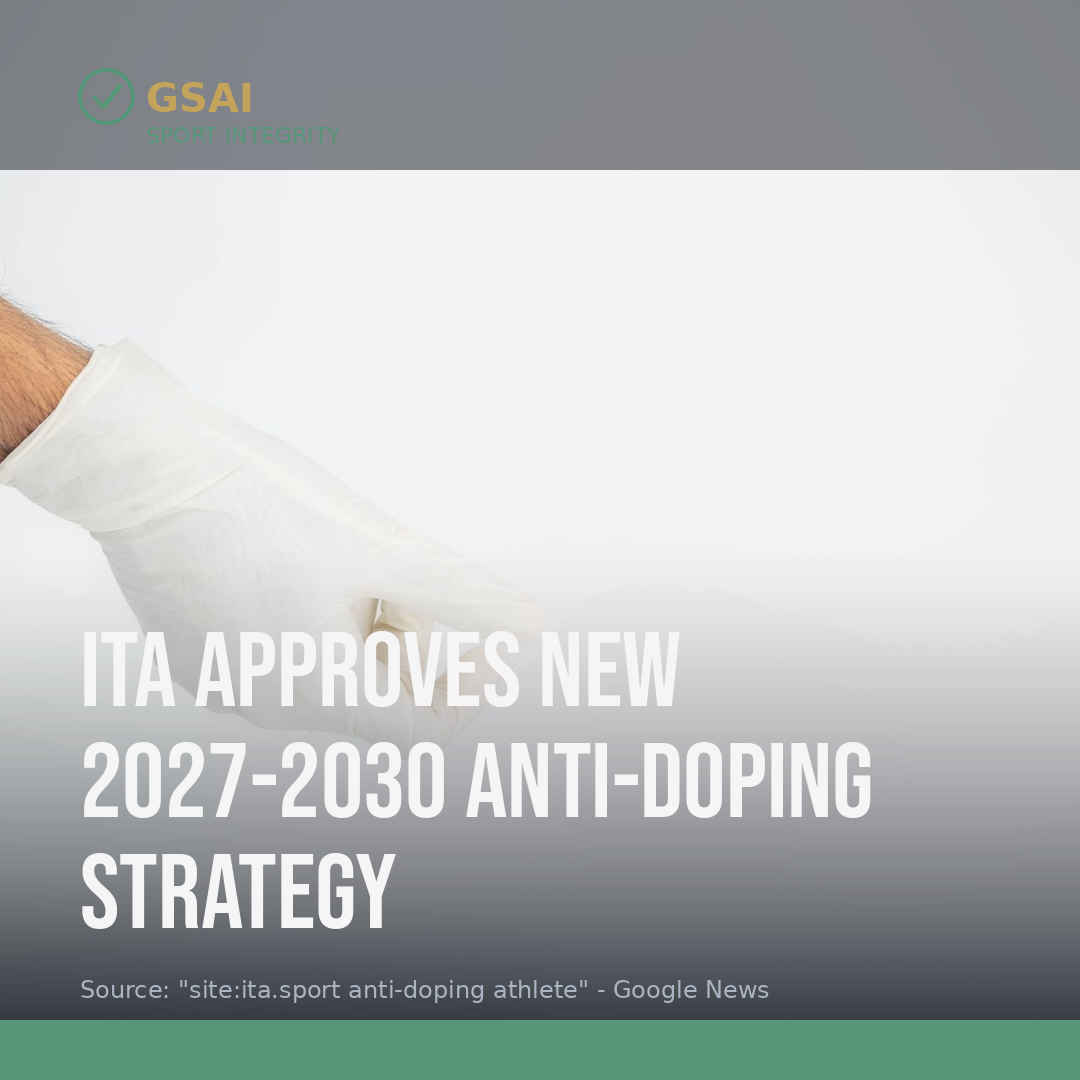 GSAI
SPORT INTEGRITY
ITA APPROVES NEW
2027-2030 ANTI-DOPING
STRATEGY
Source: "site:ita.sport anti-doping athlete" - Google News